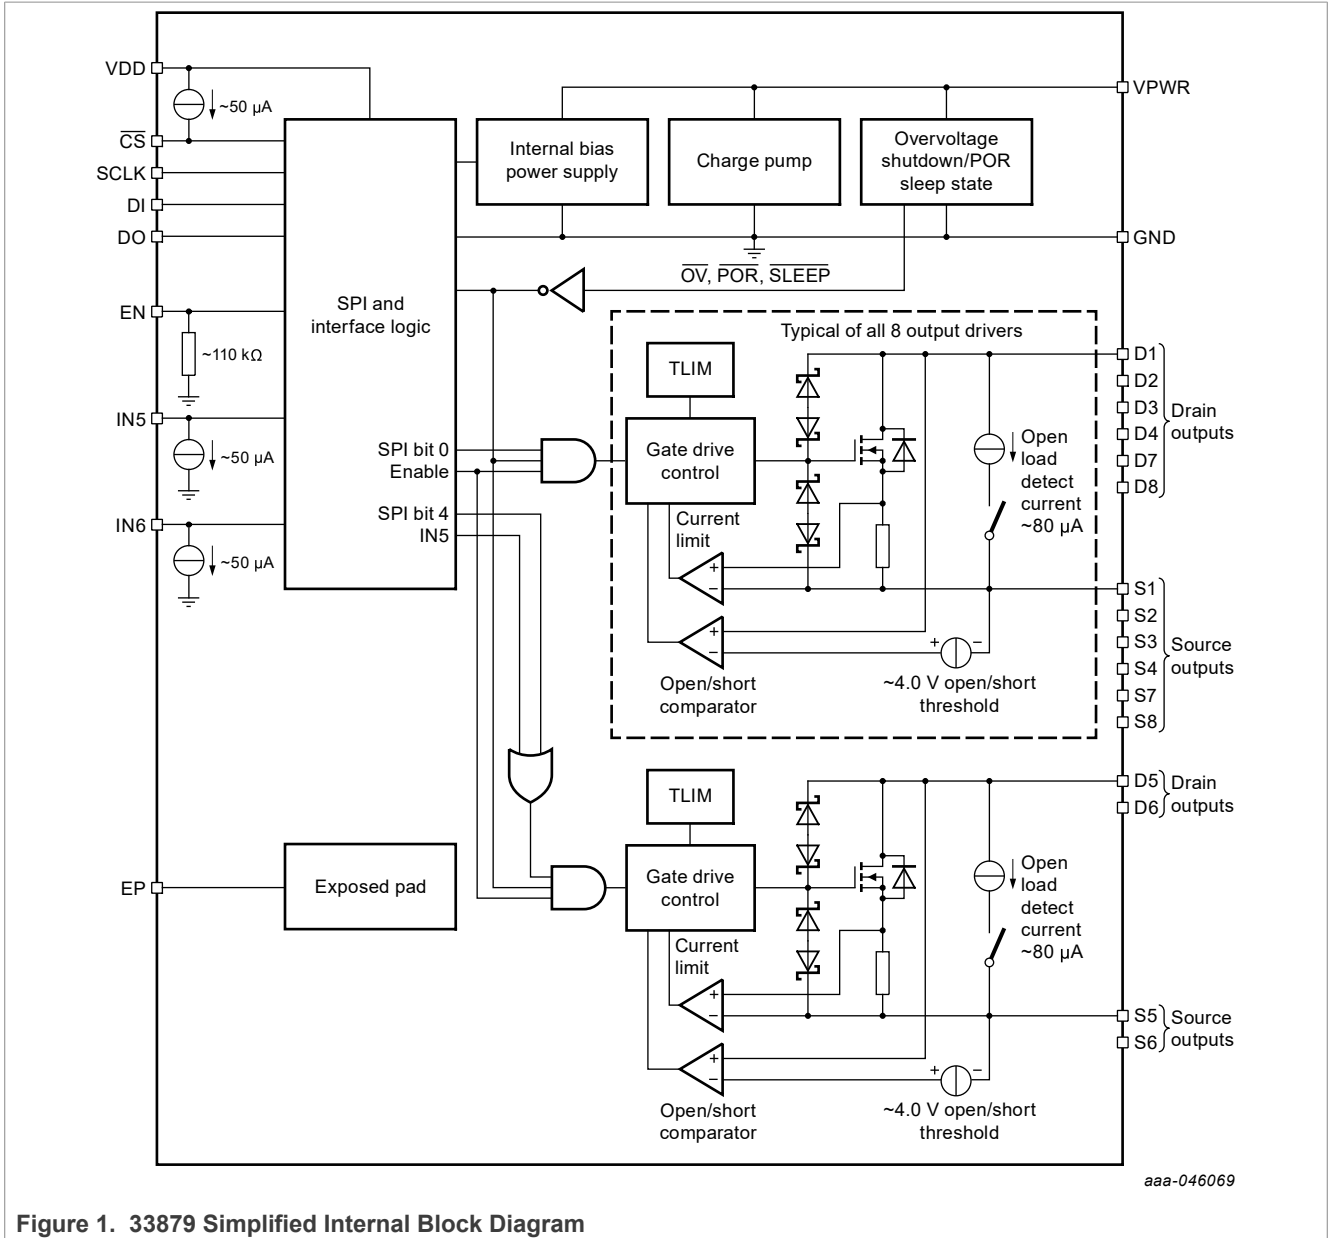 VDD
~50 µA
CS
SCLK
DI
DO
EN
~110 kΩ
IN5
~50 µA
IN6
~50 µA
EP
SPI and
interface logic
SPI bit 0
Enable
SPI bit 4
IN5
Exposed pad
Internal bias
power supply
Charge pump
Overvoltage
shutdown/POR
sleep state
VPWR
GND
OV, POR, SLEEP
Typical of all 8 output drivers
TLIM
Gate drive
control
Current
limit
Open/short
comparator
Open
load
detect
current
~80 µA
+
−
+
−
+
−
~4.0 V open/short
threshold
D1
D2
D3
D4
D7
D8
Drain
outputs
S1
S2
S3
S4
S7
S8
Source
outputs
TLIM
Gate drive
control
Current
limit
Open/short
comparator
Open
load
detect
current
~80 µA
+
−
+
−
+
−
~4.0 V open/short
threshold
D5
D6
Drain
outputs
S5
S6
Source
outputs
aaa-046069
Figure 1. 33879 Simplified Internal Block Diagram